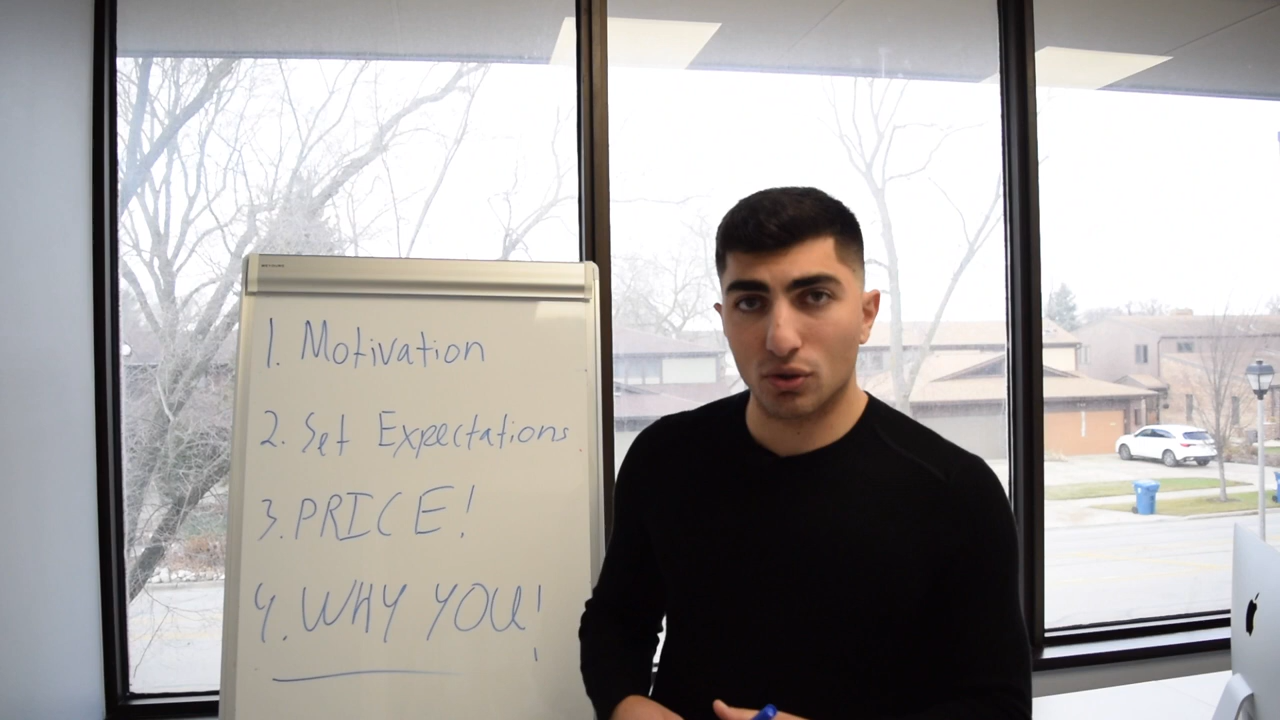 1. Motivation
2. Set Expectations
3. PRICE!
4. WHY YOU!